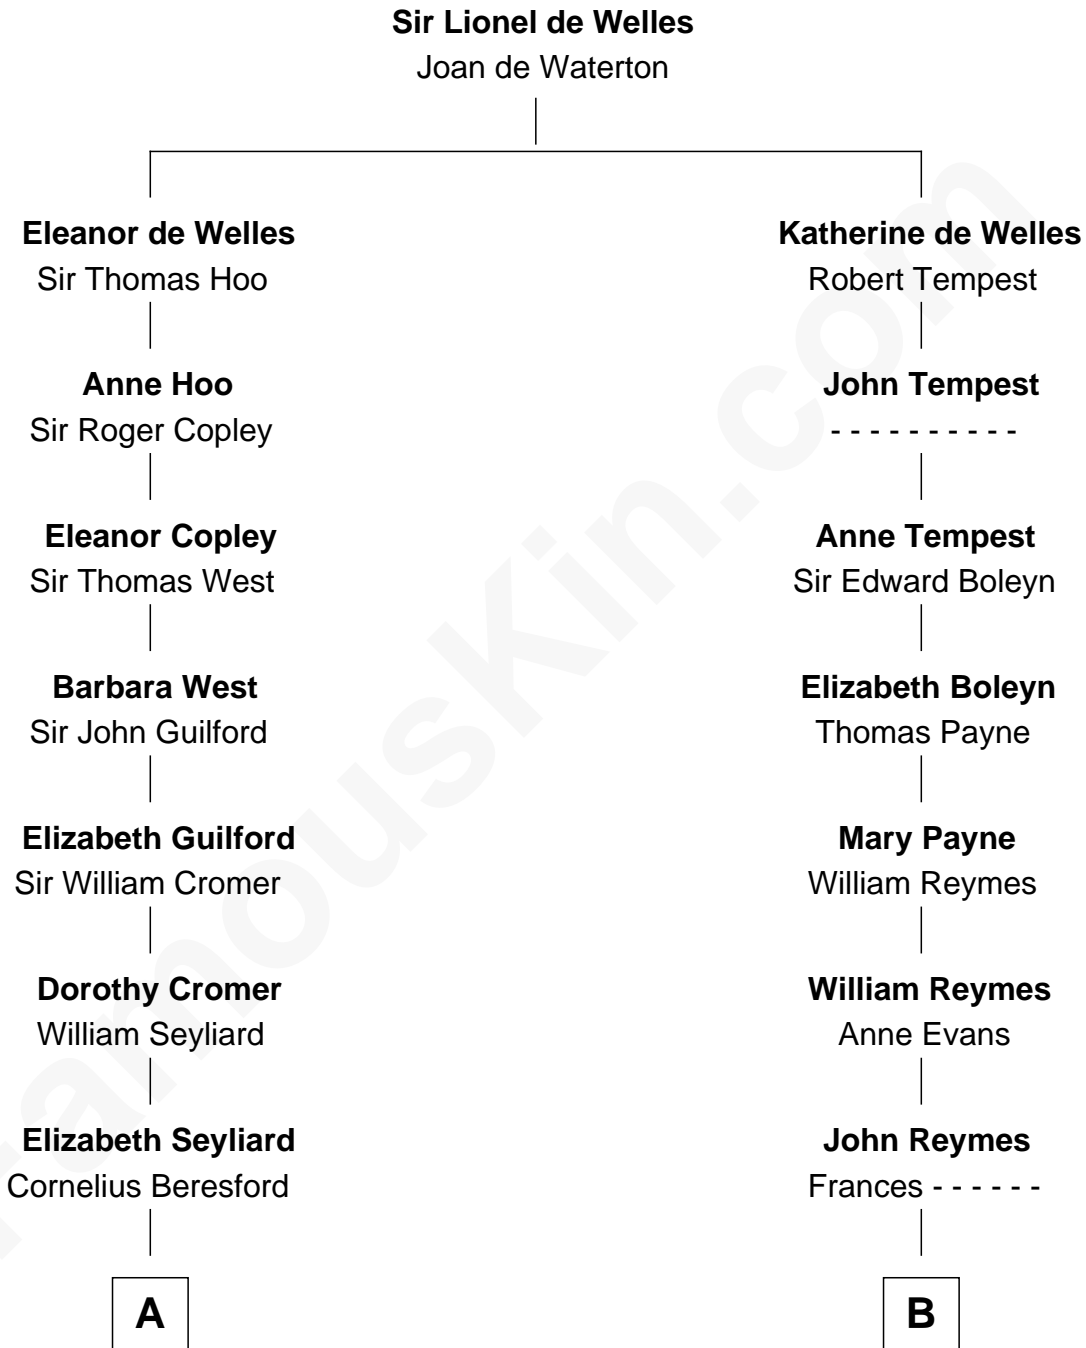 Sir Lionel de Welles
Joan de Waterton
Eleanor de Welles
Sir Thomas Hoo
Katherine de Welles
Robert Tempest
Anne Hoo
Sir Roger Copley
John Tempest
- - - - - - - - - -
Eleanor Copley
Sir Thomas West
Anne Tempest
Sir Edward Boleyn
Barbara West
Sir John Guilford
Elizabeth Boleyn
Thomas Payne
Elizabeth Guilford
Sir William Cromer
Mary Payne
William Reymes
Dorothy Cromer
William Seyliard
William Reymes
Anne Evans
Elizabeth Seyliard
Cornelius Beresford
John Reymes
Frances - - - - - -
A
B
FamousKin.com